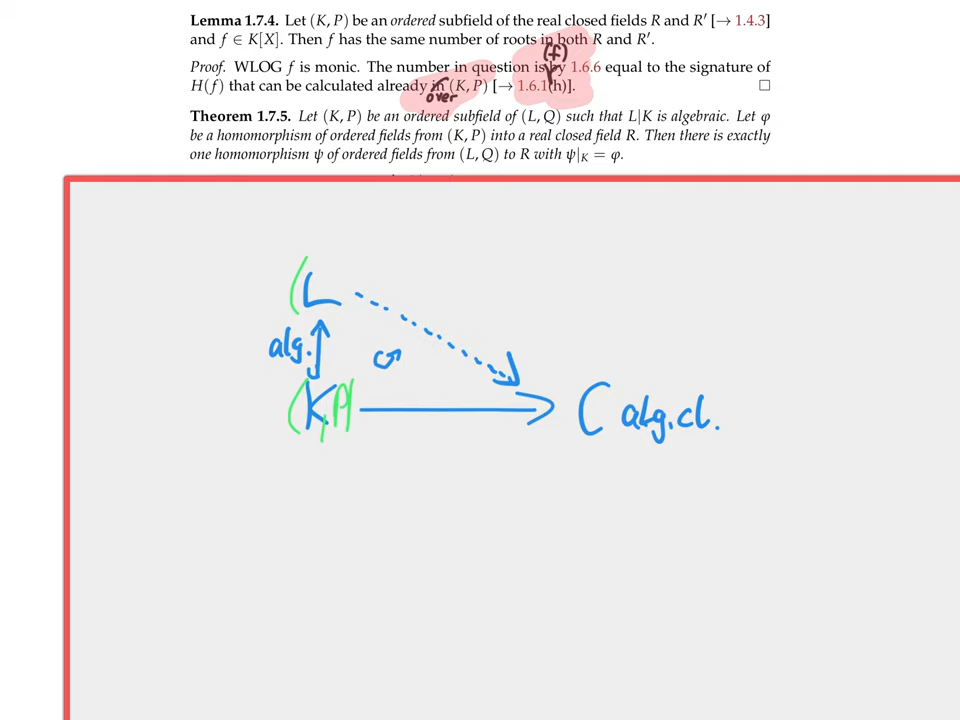 Lemma 1.7.4. Let (K, P) be an ordered subfield of the real closed fields R and R′ [→ 1.4.3]
and f ∈ K[X]. Then f has the same number of roots in both R and R′.
(f)
Proof. WLOG f is monic. The number in question is by 1.6.6 equal to the signature of
H(f) that can be calculated already in (K, P) [→ 1.6.1(h)]. □
over
Theorem 1.7.5. Let (K, P) be an ordered subfield of (L, Q) such that L|K is algebraic. Let φ
be a homomorphism of ordered fields from (K, P) into a real closed field R. Then there is exactly
one homomorphism ψ of ordered fields from (L, Q) to R with ψ|K = φ.
(L
alg.
(K,P)
C alg.cl.